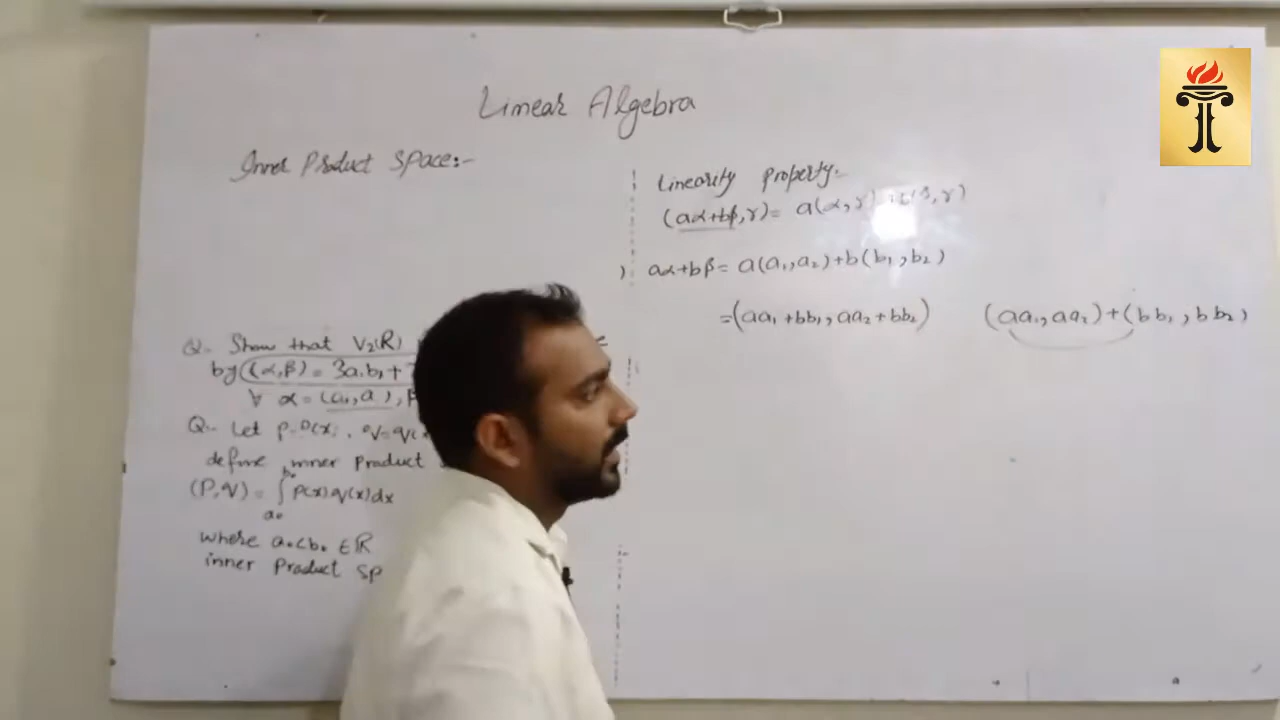 Linear Algebra
Inner Product Space:-
Q. Show that V₂(R)
by (α,β) = 3a₁b₁ +
∀ α = (a₁,a ), β
Q. Let P=P(x), q=q(x
define inner Product
(P,q) = ∫ P(x)q(x)dx
b₀
a₀
where a₀<b₀ ∈ R
inner Product SP
Linearity property:-
(aα+bβ,γ)= a(α,γ) (β,γ)
aα+bβ = a(a₁,a₂)+b(b₁,b₂)
=(aa₁+bb₁,aa₂+bb₂) (aa₁,aa₂)+(bb₁,bb₂)